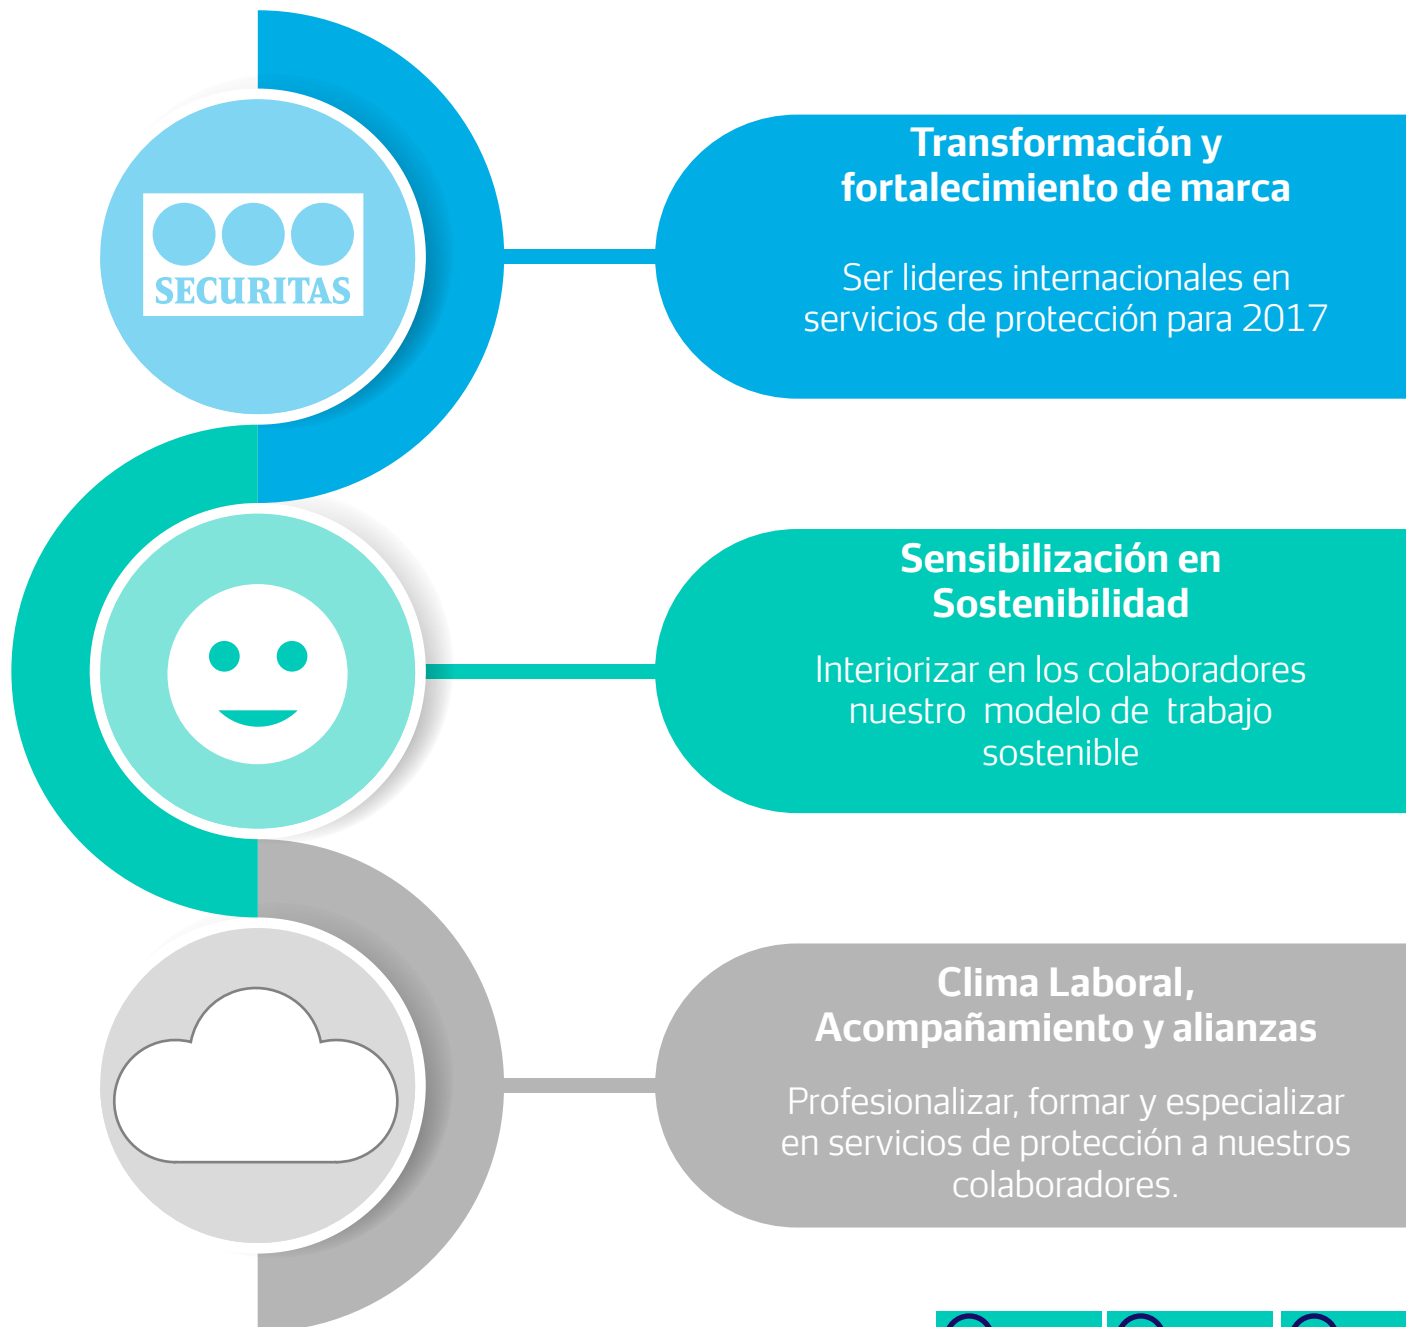 SECURITAS
Transformación y
fortalecimiento de marca
Ser lideres internacionales en
servicios de protección para 2017
Sensibilización en
Sostenibilidad
Interiorizar en los colaboradores
nuestro modelo de trabajo
sostenible
Clima Laboral,
Acompañamiento y alianzas
Profesionalizar, formar y especializar
en servicios de protección a nuestros
colaboradores.